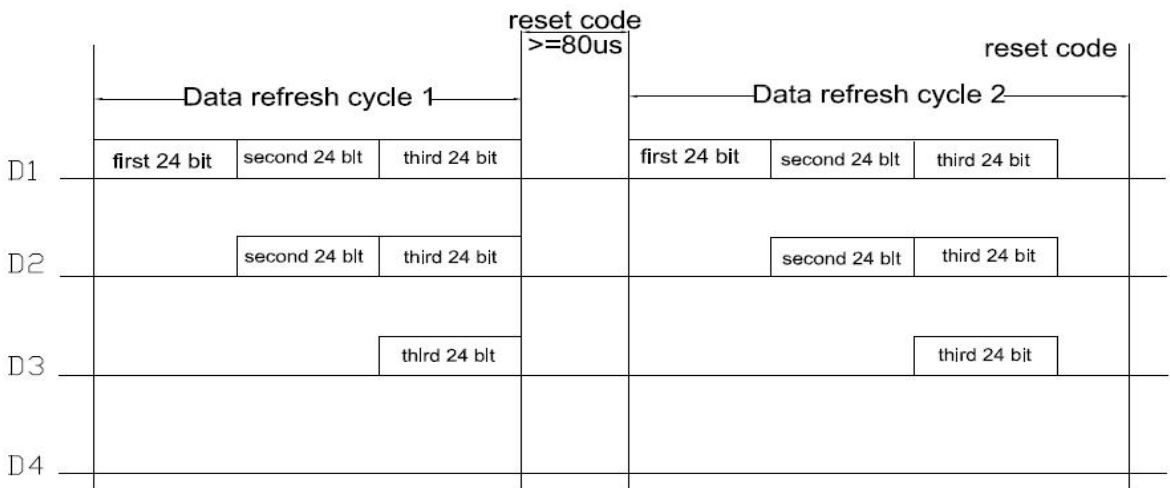 reset code
>=80us
reset code
Data refresh cycle 1
Data refresh cycle 2
D1 first 24 bit second 24 blt third 24 bit first 24 bit second 24 blt third 24 bit
D2 second 24 blt third 24 bit second 24 blt third 24 bit
D3 thlrd 24 blt third 24 bit
D4